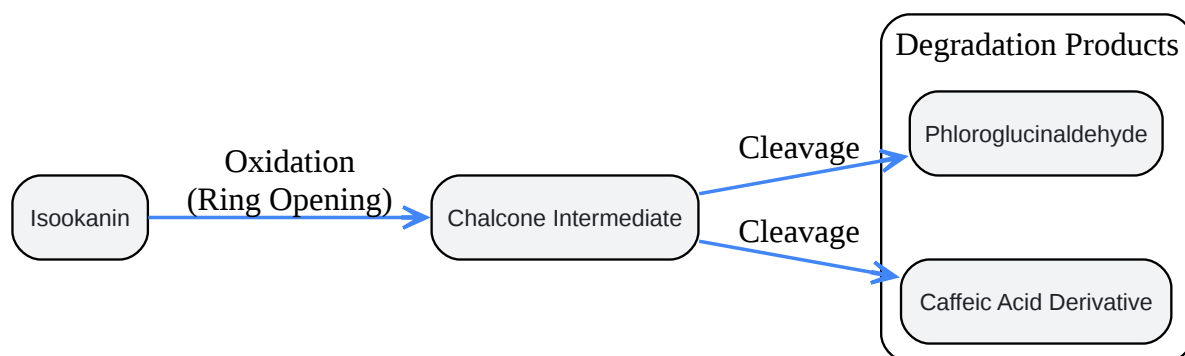 Degradation Products
Phloroglucinaldehyde
Cleavage
Oxidation
(Ring Opening)
Isookanin
Chalcone Intermediate
Cleavage
Caffeic Acid Derivative